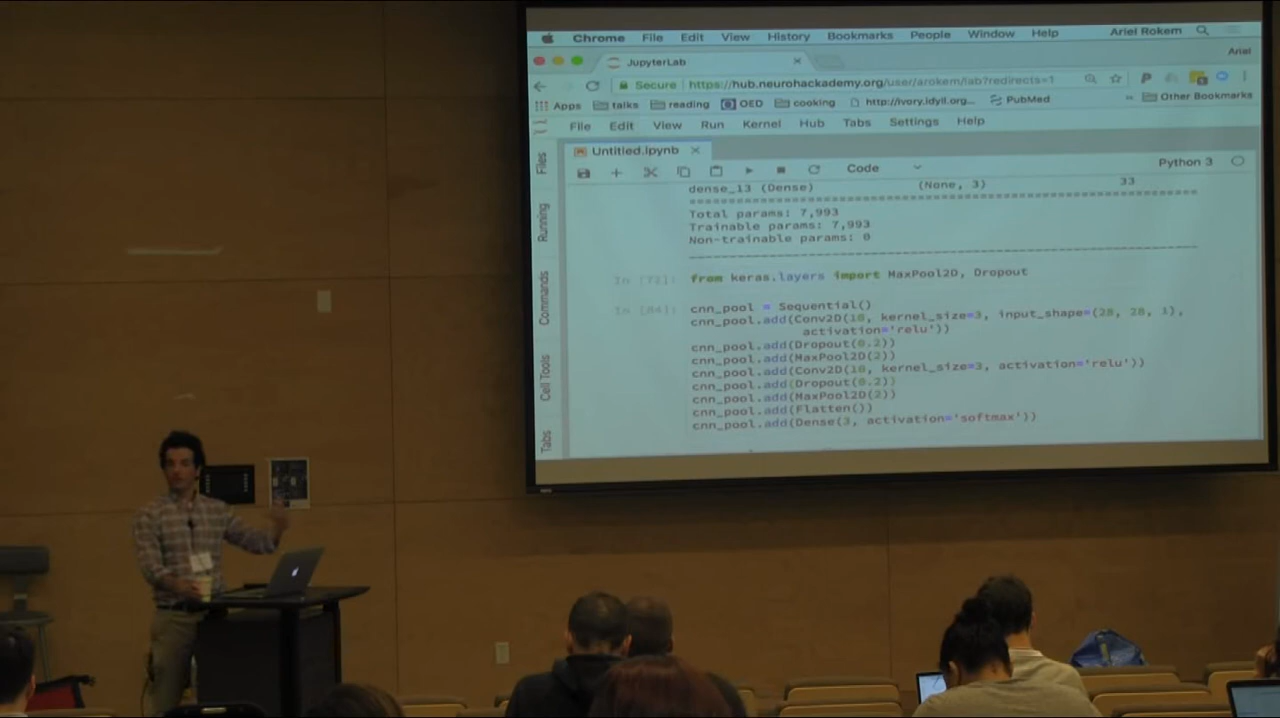 Chrome File Edit View History Bookmarks People Window Help Ariel Rokem
JupyterLab Ariel
Secure https://hub.neurohackademy.org/user/arokem/lab?redirects=1
Apps talks reading OED cooking http://ivory.idyll.org... PubMed Other Bookmarks
File Edit View Run Kernel Hub Tabs Settings Help
Files
Running
Commands
Cell Tools
Tabs
Untitled.ipynb
Code Python 3
dense_13 (Dense) (None, 3) 33
Total params: 7,993
Trainable params: 7,993
Non-trainable params: 0
from keras.layers import MaxPool2D, Dropout
cnn_pool = Sequential()
cnn_pool.add(Conv2D(10, kernel_size=3, input_shape=(28, 28, 1),
activation='relu'))
cnn_pool.add(Dropout(0.2))
cnn_pool.add(MaxPool2D(2))
cnn_pool.add(Conv2D(10, kernel_size=3, activation='relu'))
cnn_pool.add(Dropout(0.2))
cnn_pool.add(MaxPool2D(2))
cnn_pool.add(Flatten())
cnn_pool.add(Dense(3, activation='softmax'))